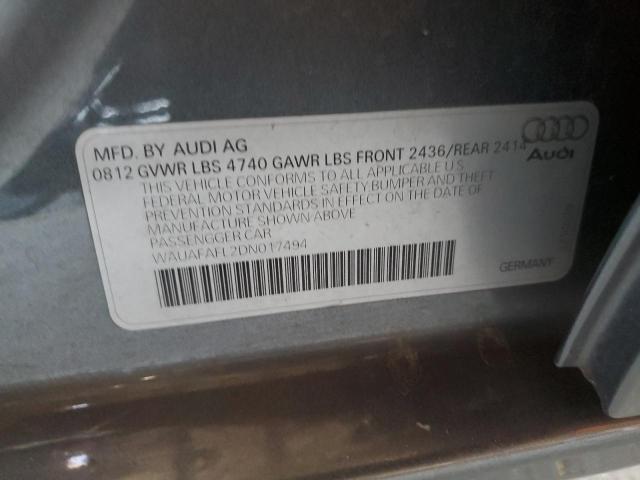 MFD. BY AUDI AG
0812 GVWR LBS 4740 GAWR LBS FRONT 2436/REAR 2414
Audi
THIS VEHICLE CONFORMS TO ALL APPLICABLE U.S.
FEDERAL MOTOR VEHICLE SAFETY BUMPER AND THEFT
PREVENTION STANDARDS IN EFFECT ON THE DATE OF
MANUFACTURE SHOWN ABOVE
PASSENGGER CAR
WAUAFAFL2DN017494
GERMANY